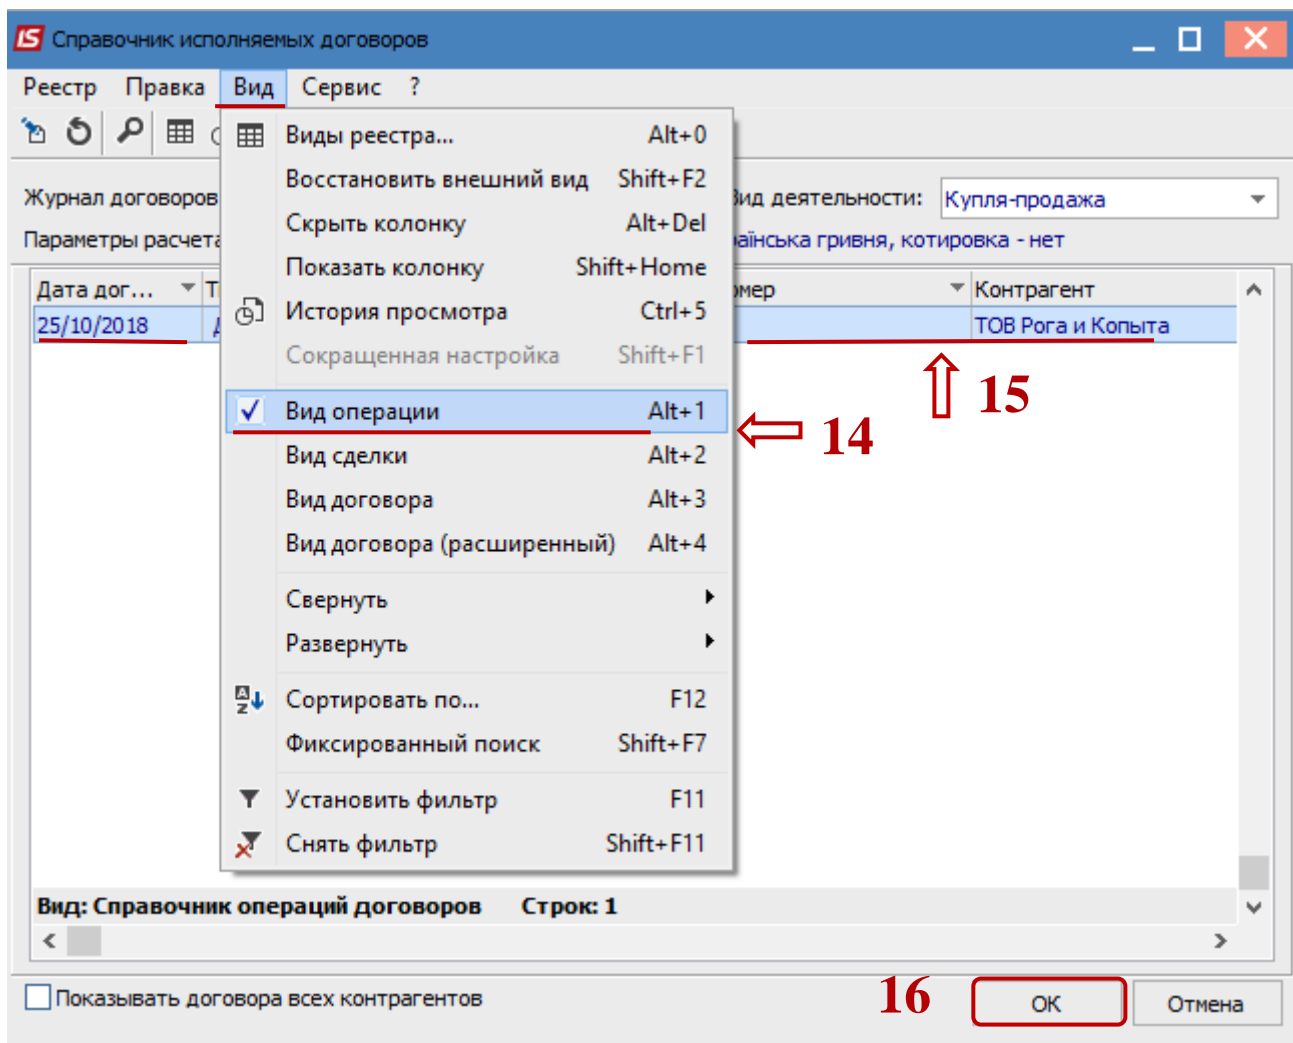 Справочник исполняемых договоров
Реестр Правка Вид Сервис ?
Виды реестра... Alt+0
Восстановить внешний вид Shift+F2
Журнал договоров Вид деятельности: Купля-продажа
Скрыть колонку Alt+Del
Параметры расчета аїнська гривня, котировка - нет
Показать колонку Shift+Home
Дата дог... Т омер Контрагент
История просмотра Ctrl+5
25/10/2018 ТОВ Рога и Копыта
Сокращенная настройка Shift+F1
15
Вид операции Alt+1
14
Вид сделки Alt+2
Вид договора Alt+3
Вид договора (расширенный) Alt+4
Свернуть
Развернуть
Сортировать по... F12
Фиксированный поиск Shift+F7
Установить фильтр F11
Снять фильтр Shift+F11
Вид: Справочник операций договоров Строк: 1
Показывать договора всех контрагентов
16
ОК Отмена